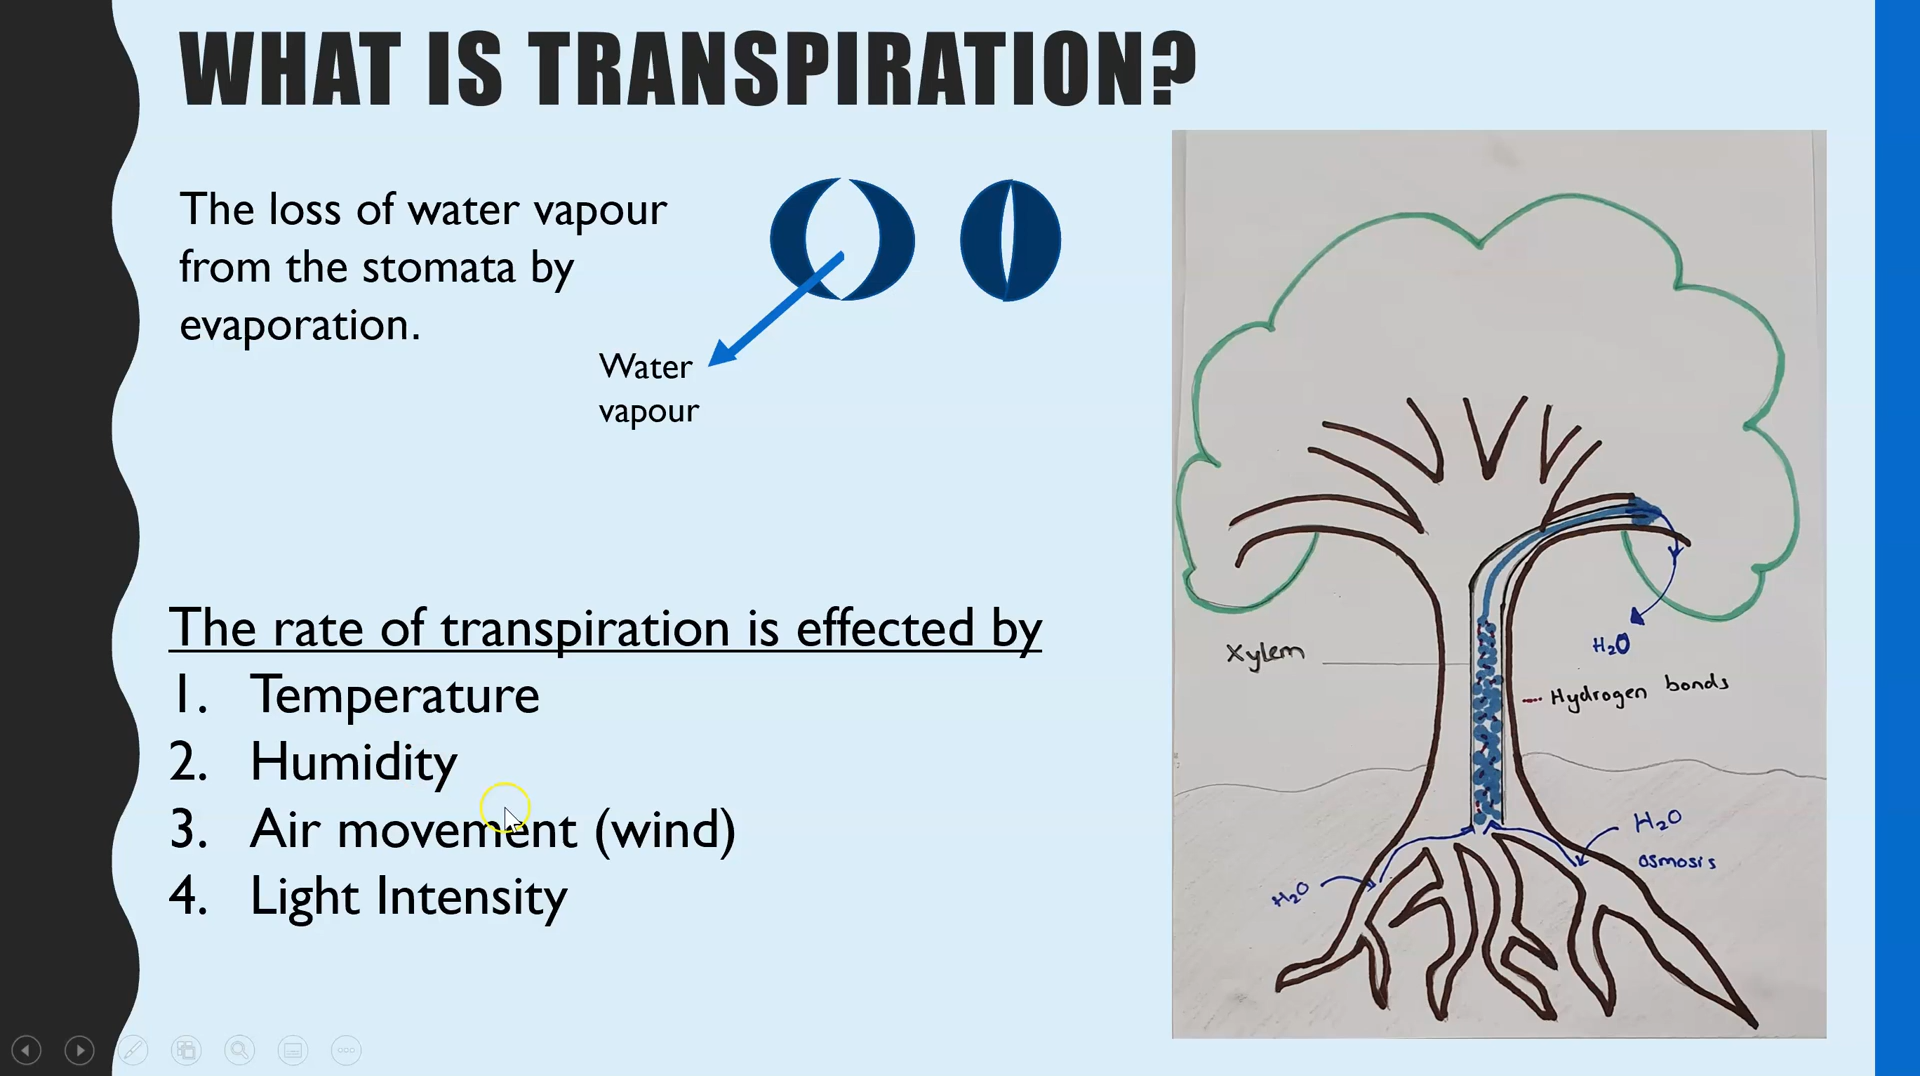 WHAT IS TRANSPIRATION?
The loss of water vapour
from the stomata by
evaporation.
Water
vapour
The rate of transpiration is effected by
1. Temperature
2. Humidity
3. Air movement (wind)
4. Light Intensity
Xylem
H₂O
Hydrogen bonds
H₂O
osmosis
H₂O